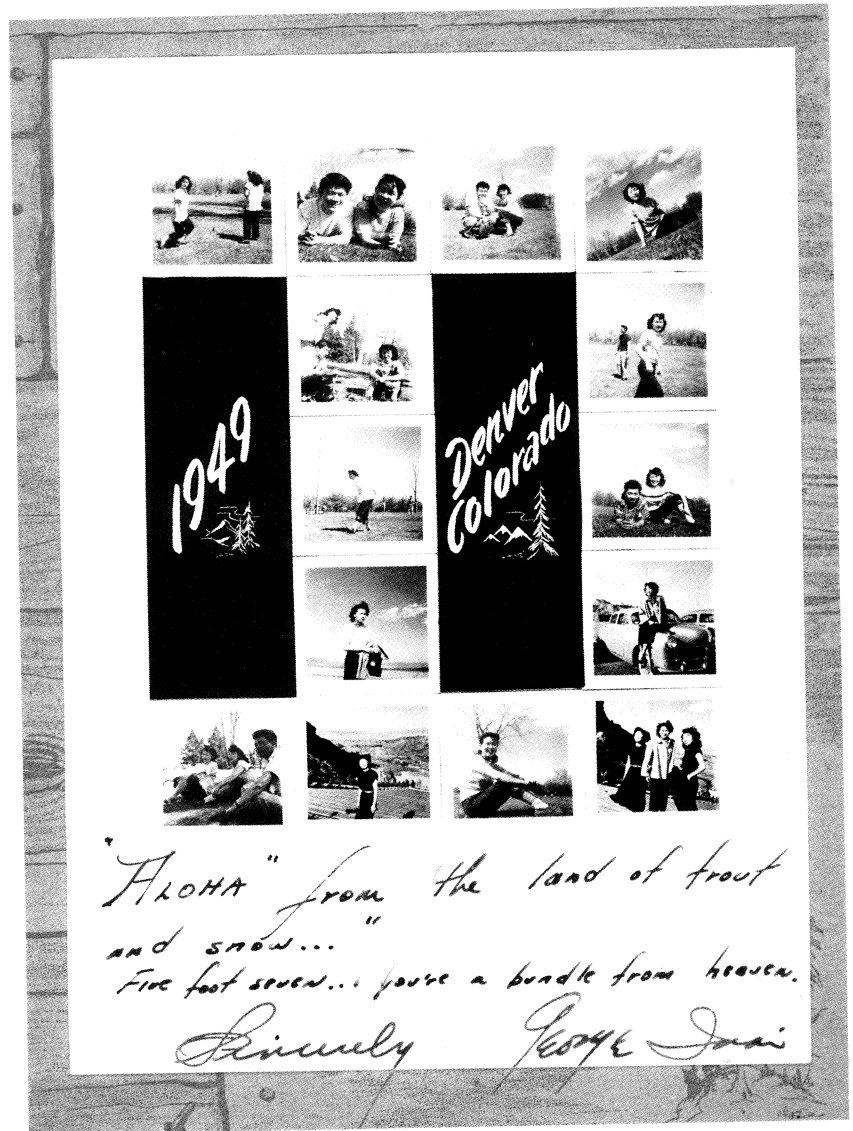 1949
Denver
Colorado
"ALOHA" from the land of trout
and snow..."
Five foot seven... you're a bundle from heaven.
Sincerely George